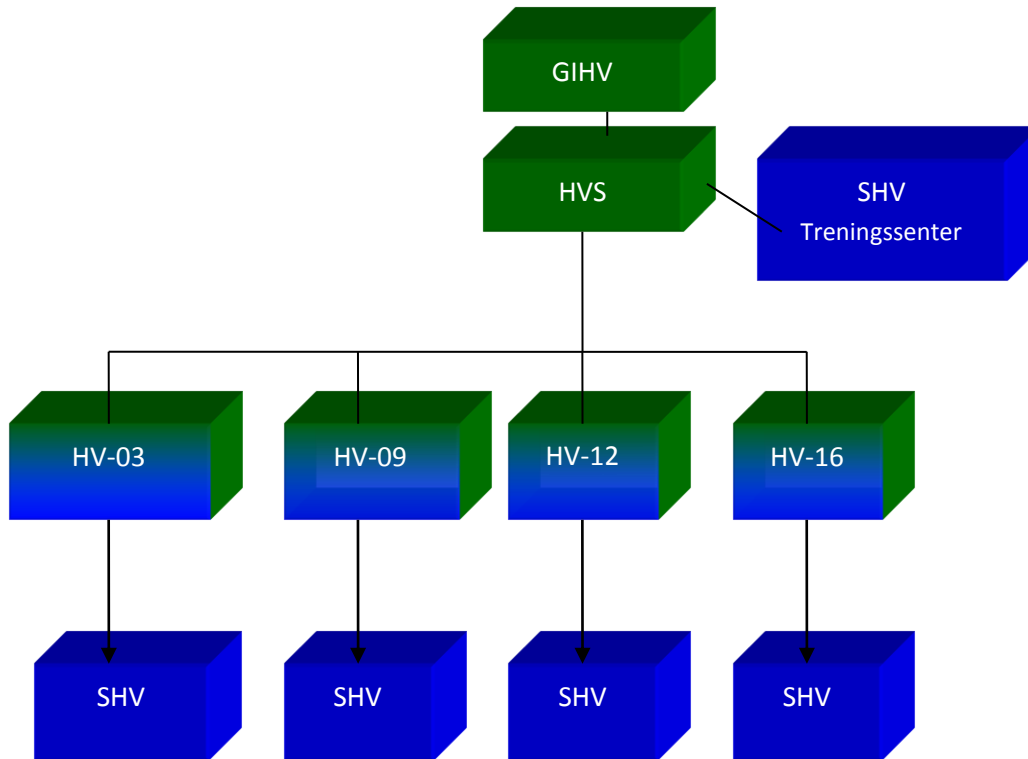 GIHV
HVS
SHV
Treningssenter
HV-03
HV-09
HV-12
HV-16
SHV
SHV
SHV
SHV